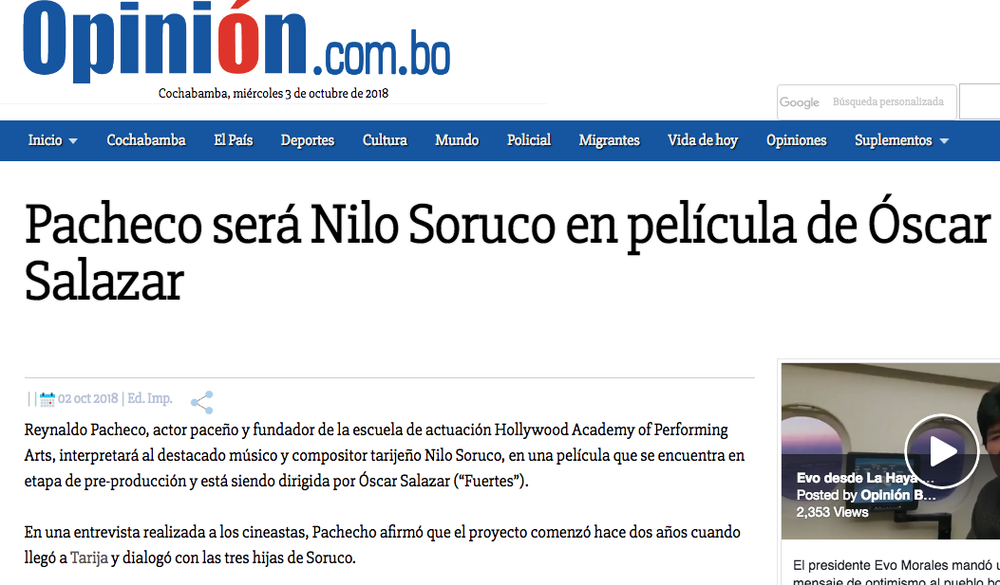 Opinión.com.bo
Cochabamba, miércoles 3 de octubre de 2018
Google Búsqueda personalizada
Inicio Cochabamba El País Deportes Cultura Mundo Policial Migrantes Vida de hoy Opiniones Suplementos
Pacheco será Nilo Soruco en película de Óscar
Salazar
| | 02 oct 2018 | Ed. Imp.
Reynaldo Pacheco, actor paceño y fundador de la escuela de actuación Hollywood Academy of Performing
Arts, interpretará al destacado músico y compositor tarijeño Nilo Soruco, en una película que se encuentra en
etapa de pre-producción y está siendo dirigida por Óscar Salazar (“Fuertes”).
En una entrevista realizada a los cineastas, Pachecho afirmó que el proyecto comenzó hace dos años cuando
llegó a Tarija y dialogó con las tres hijas de Soruco.
Evo desde La Haya ...
Posted by Opinión B...
2,353 Views
El presidente Evo Morales mandó u
mensaje de optimismo al pueblo bo